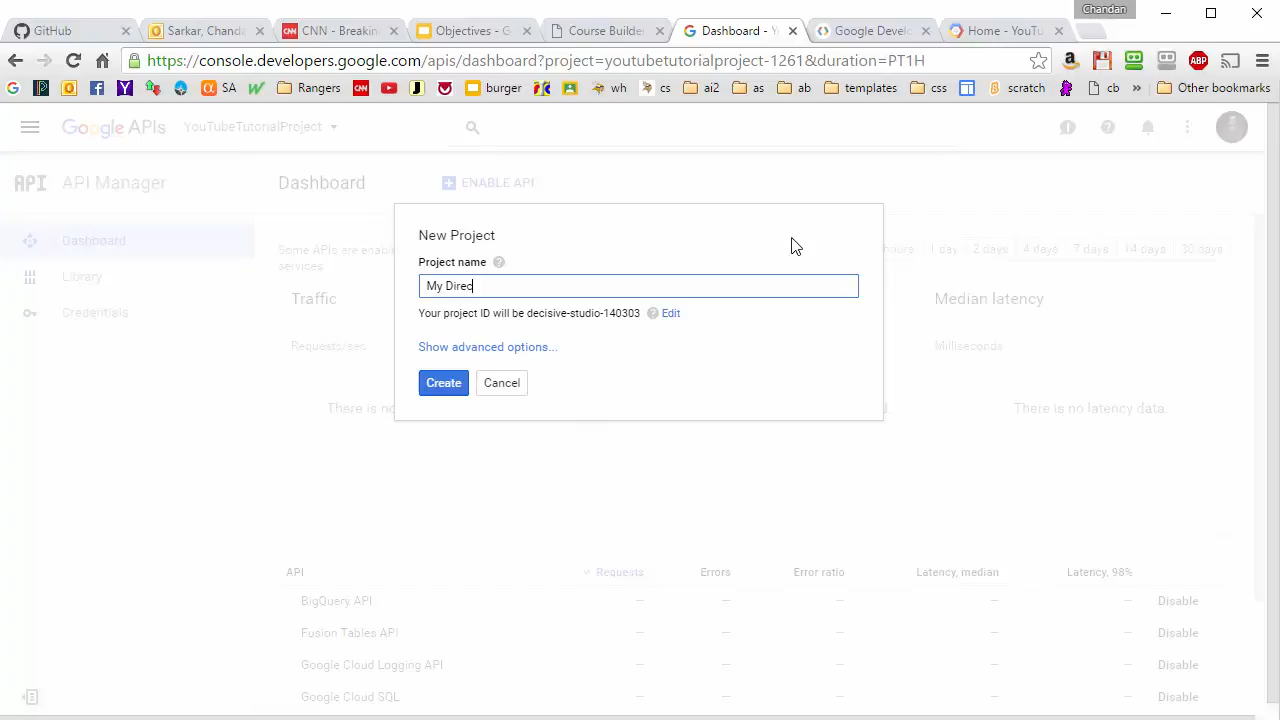 Chandan
GitHub
Sarkar, Chanda
CNN - Breakin
Objectives - G
Course Builder
Dashboard - Y
Google Develo
Home - YouTu
https://console.developers.google.com/apis/dashboard?project=youtubetutorialproject-1261&duration=PT1H
Rangers
SA
burger
wh
cs
ai2
as
ab
templates
css
scratch
cb
»
Other bookmarks
Google APIs
YouTubeTutorialProject
API
API Manager
Dashboard
ENABLE API
Dashboard
Library
Credentials
Some APIs are enabl
services.
hours
1 day
2 days
4 days
7 days
14 days
30 days
New Project
Project name
My Direc
Your project ID will be decisive-studio-140303
Edit
Show advanced options...
Create
Cancel
Traffic
Requests/sec
There is no
Median latency
Milliseconds
There is no latency data.
API
Requests
Errors
Error ratio
Latency, median
Latency, 98%
BigQuery API
—
—
—
—
—
Disable
Fusion Tables API
—
—
—
—
—
Disable
Google Cloud Logging API
—
—
—
—
—
Disable
Google Cloud SQL
—
—
—
—
—
Disable